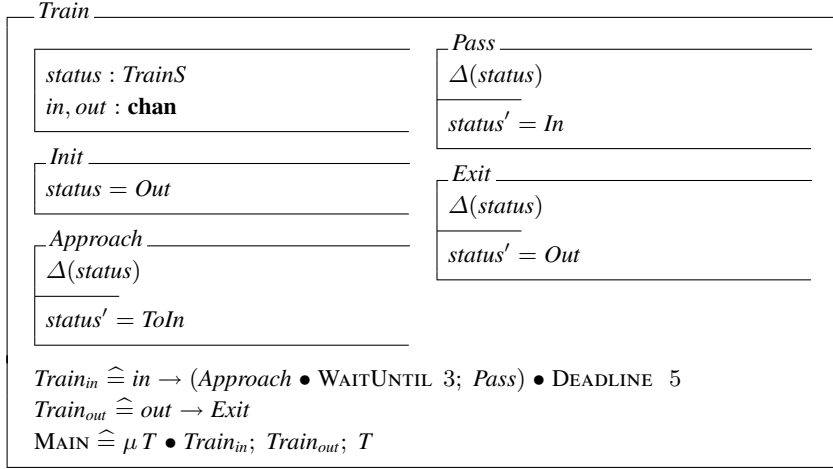 Train
status : TrainS
in, out : chan
Init
status = Out
Approach
Δ(status)
status′ = ToIn
Pass
Δ(status)
status′ = In
Exit
Δ(status)
status′ = Out
Train_in ≙ in → (Approach • WAITUNTIL 3; Pass) • DEADLINE 5
Train_out ≙ out → Exit
MAIN ≙ μ T • Train_in; Train_out; T